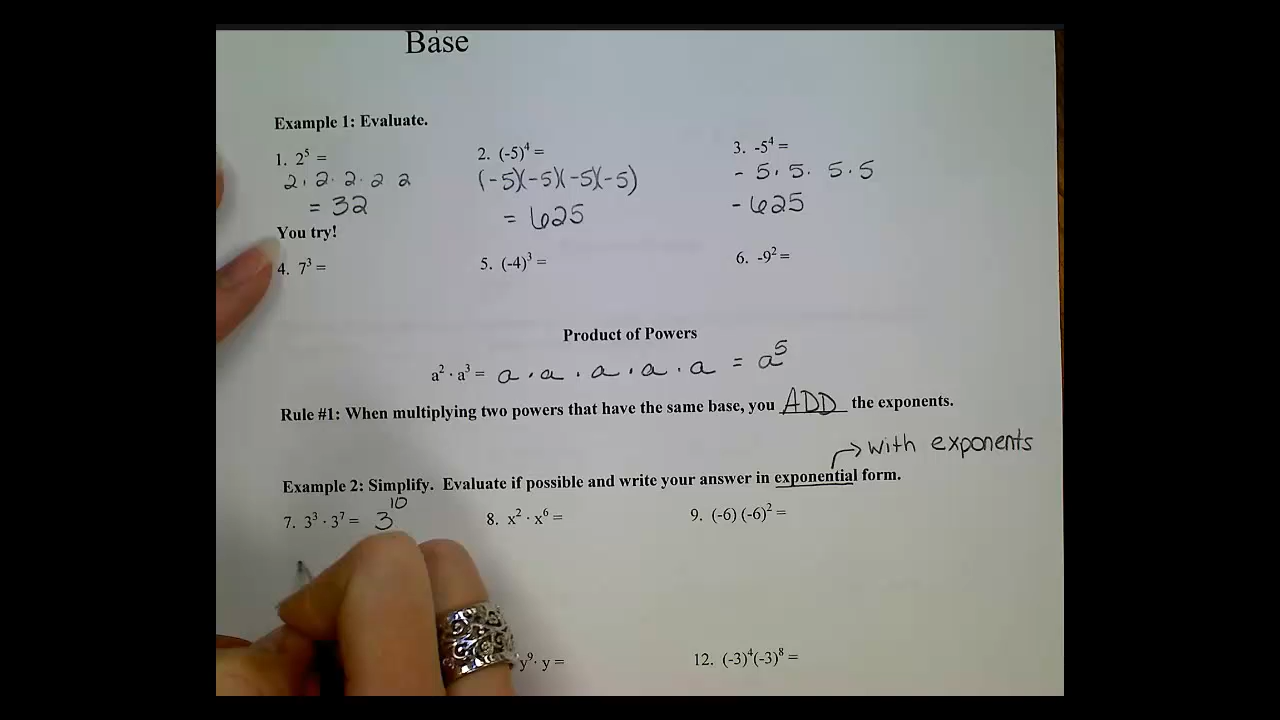 Base
Example 1: Evaluate.
1. 2⁵ =
2. (-5)⁴ =
3. -5⁴ =
2 · 2 · 2 · 2 2
(-5)(-5)(-5)(-5)
- 5 · 5 · 5 · 5
= 32
= 625
- 625
You try!
4. 7³ =
5. (-4)³ =
6. -9² =
Product of Powers
a² · a³ = a · a · a · a · a = a⁵
Rule #1: When multiplying two powers that have the same base, you ADD the exponents.
→ with exponents
Example 2: Simplify. Evaluate if possible and write your answer in exponential form.
7. 3³ · 3⁷ = 3¹⁰
8. x² · x⁶ =
9. (-6) (-6)² =
y⁹ · y =
12. (-3)⁴(-3)⁸ =